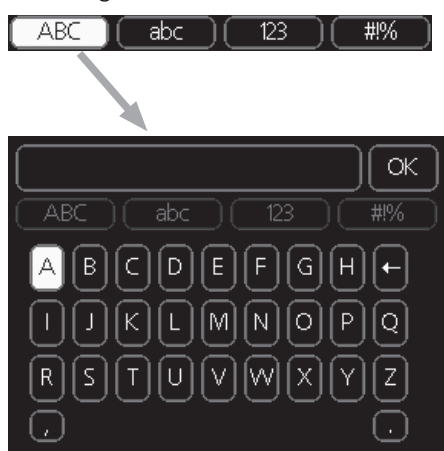 ABC abc 123 #!%
OK
ABC abc 123 #!%
A B C D E F G H ←
I J K L M N O P Q
R S T U V W X Y Z
, .